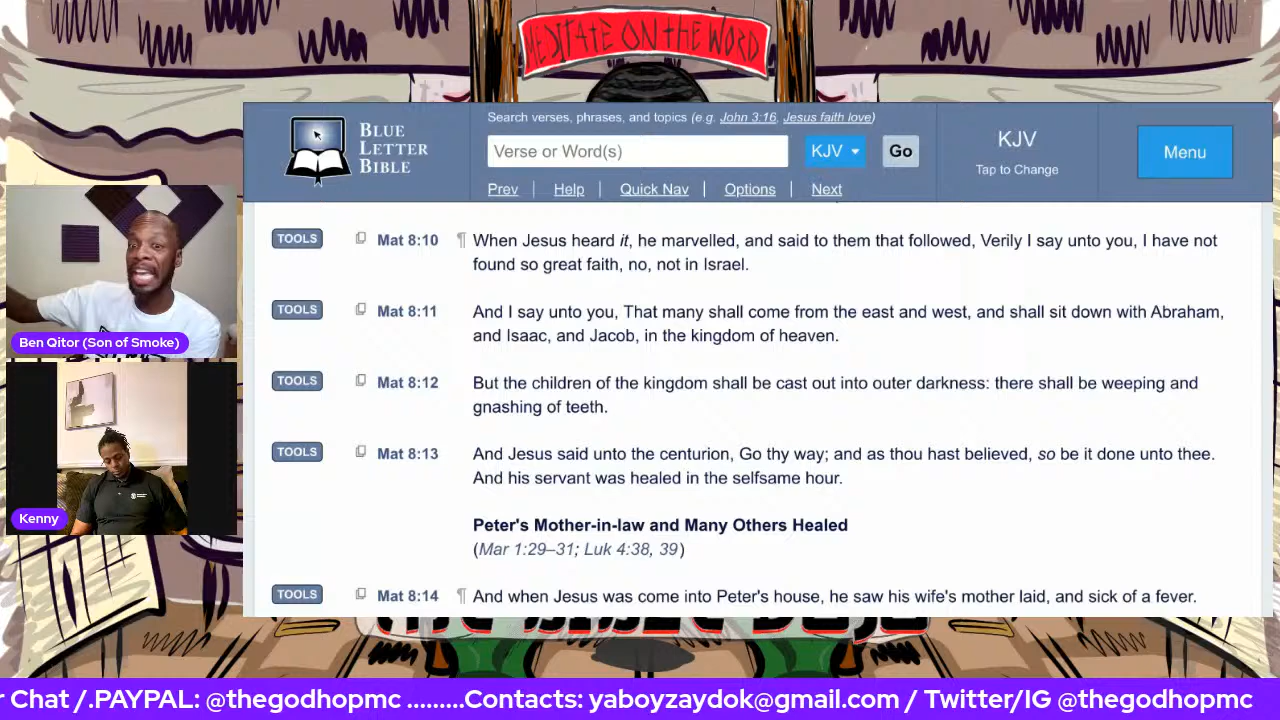 MEDITATE ON THE WORD
BLUE
LETTER
BIBLE
Search verses, phrases, and topics (e.g. John 3:16, Jesus faith love)
Verse or Word(s)
KJV
Go
Prev
Help
Quick Nav
Options
Next
KJV
Tap to Change
Menu
TOOLS
Mat 8:10
¶ When Jesus heard it, he marvelled, and said to them that followed, Verily I say unto you, I have not
found so great faith, no, not in Israel.
TOOLS
Mat 8:11
And I say unto you, That many shall come from the east and west, and shall sit down with Abraham,
and Isaac, and Jacob, in the kingdom of heaven.
TOOLS
Mat 8:12
But the children of the kingdom shall be cast out into outer darkness: there shall be weeping and
gnashing of teeth.
TOOLS
Mat 8:13
And Jesus said unto the centurion, Go thy way; and as thou hast believed, so be it done unto thee.
And his servant was healed in the selfsame hour.
Peter's Mother-in-law and Many Others Healed
(Mar 1:29–31; Luk 4:38, 39)
TOOLS
Mat 8:14
¶ And when Jesus was come into Peter's house, he saw his wife's mother laid, and sick of a fever.
Ben Qitor (Son of Smoke)
Kenny
r Chat /.PAYPAL: @thegodhopmc .........Contacts: yaboyzaydok@gmail.com / Twitter/IG @thegodhopmc